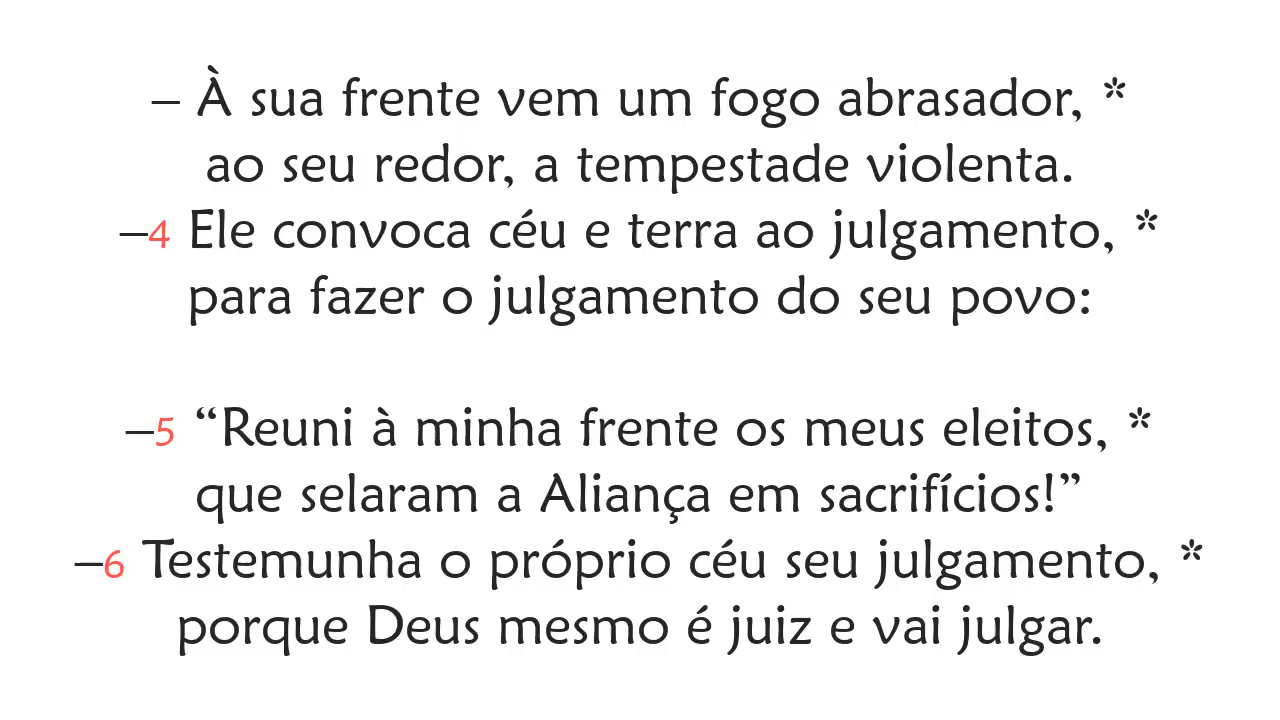 – À sua frente vem um fogo abrasador, *
ao seu redor, a tempestade violenta.
–4 Ele convoca céu e terra ao julgamento, *
para fazer o julgamento do seu povo:
–5 “Reuni à minha frente os meus eleitos, *
que selaram a Aliança em sacrifícios!”
–6 Testemunha o próprio céu seu julgamento, *
porque Deus mesmo é juiz e vai julgar.